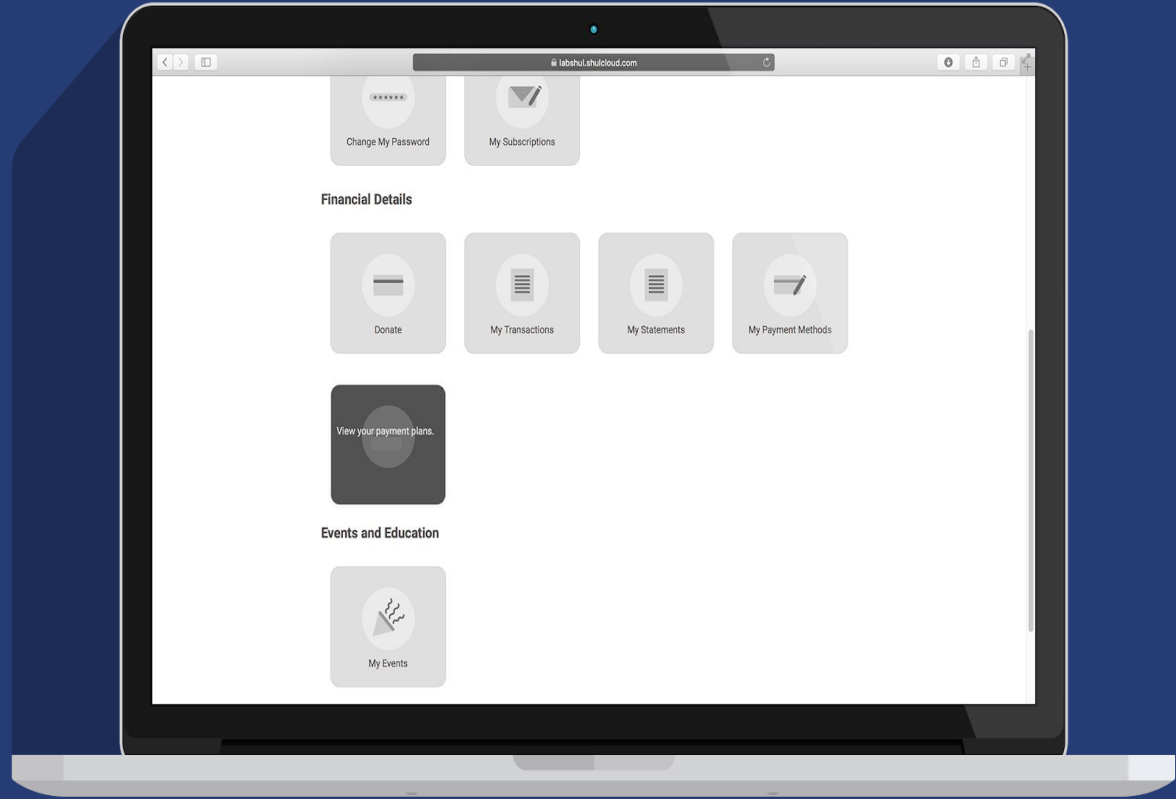 labshul.shulcloud.com
Change My Password
My Subscriptions
Financial Details
Donate
My Transactions
My Statements
My Payment Methods
View your payment plans.
Events and Education
My Events